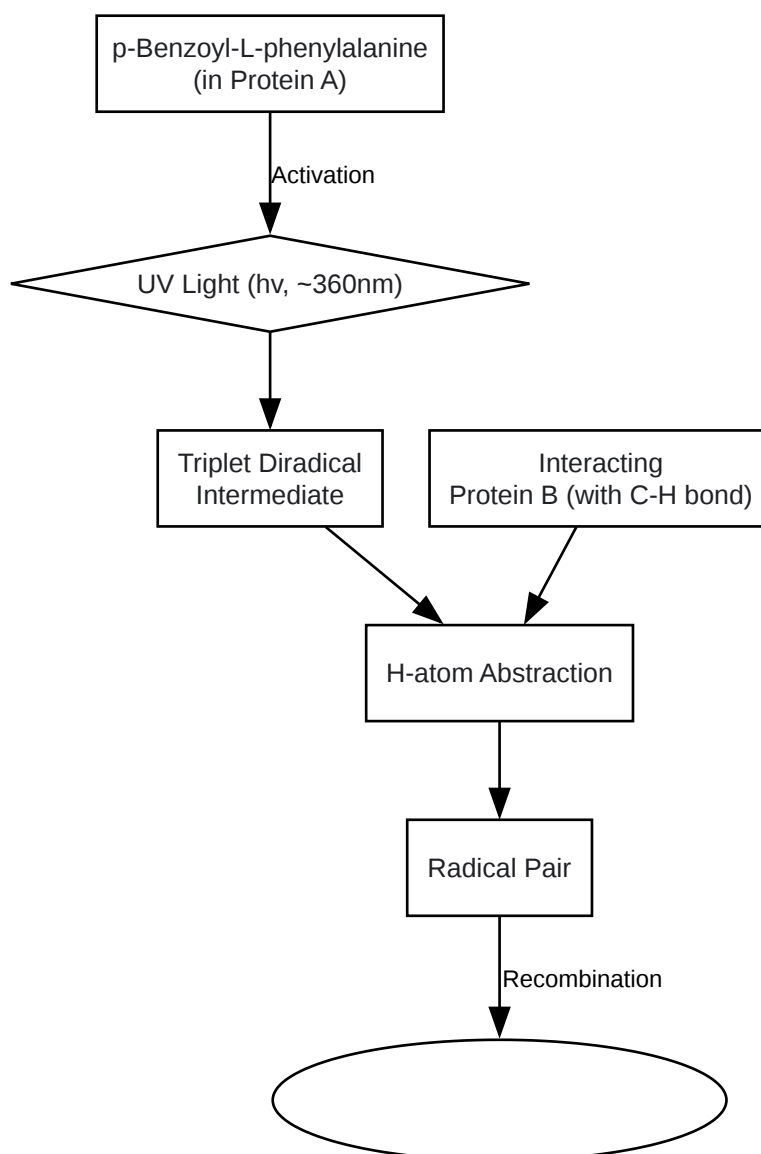 p-Benzoyl-L-phenylalanine
(in Protein A)
Activation
UV Light (hv, ~360nm)
Triplet Diradical
Intermediate
Interacting
Protein B (with C-H bond)
H-atom Abstraction
Radical Pair
Recombination